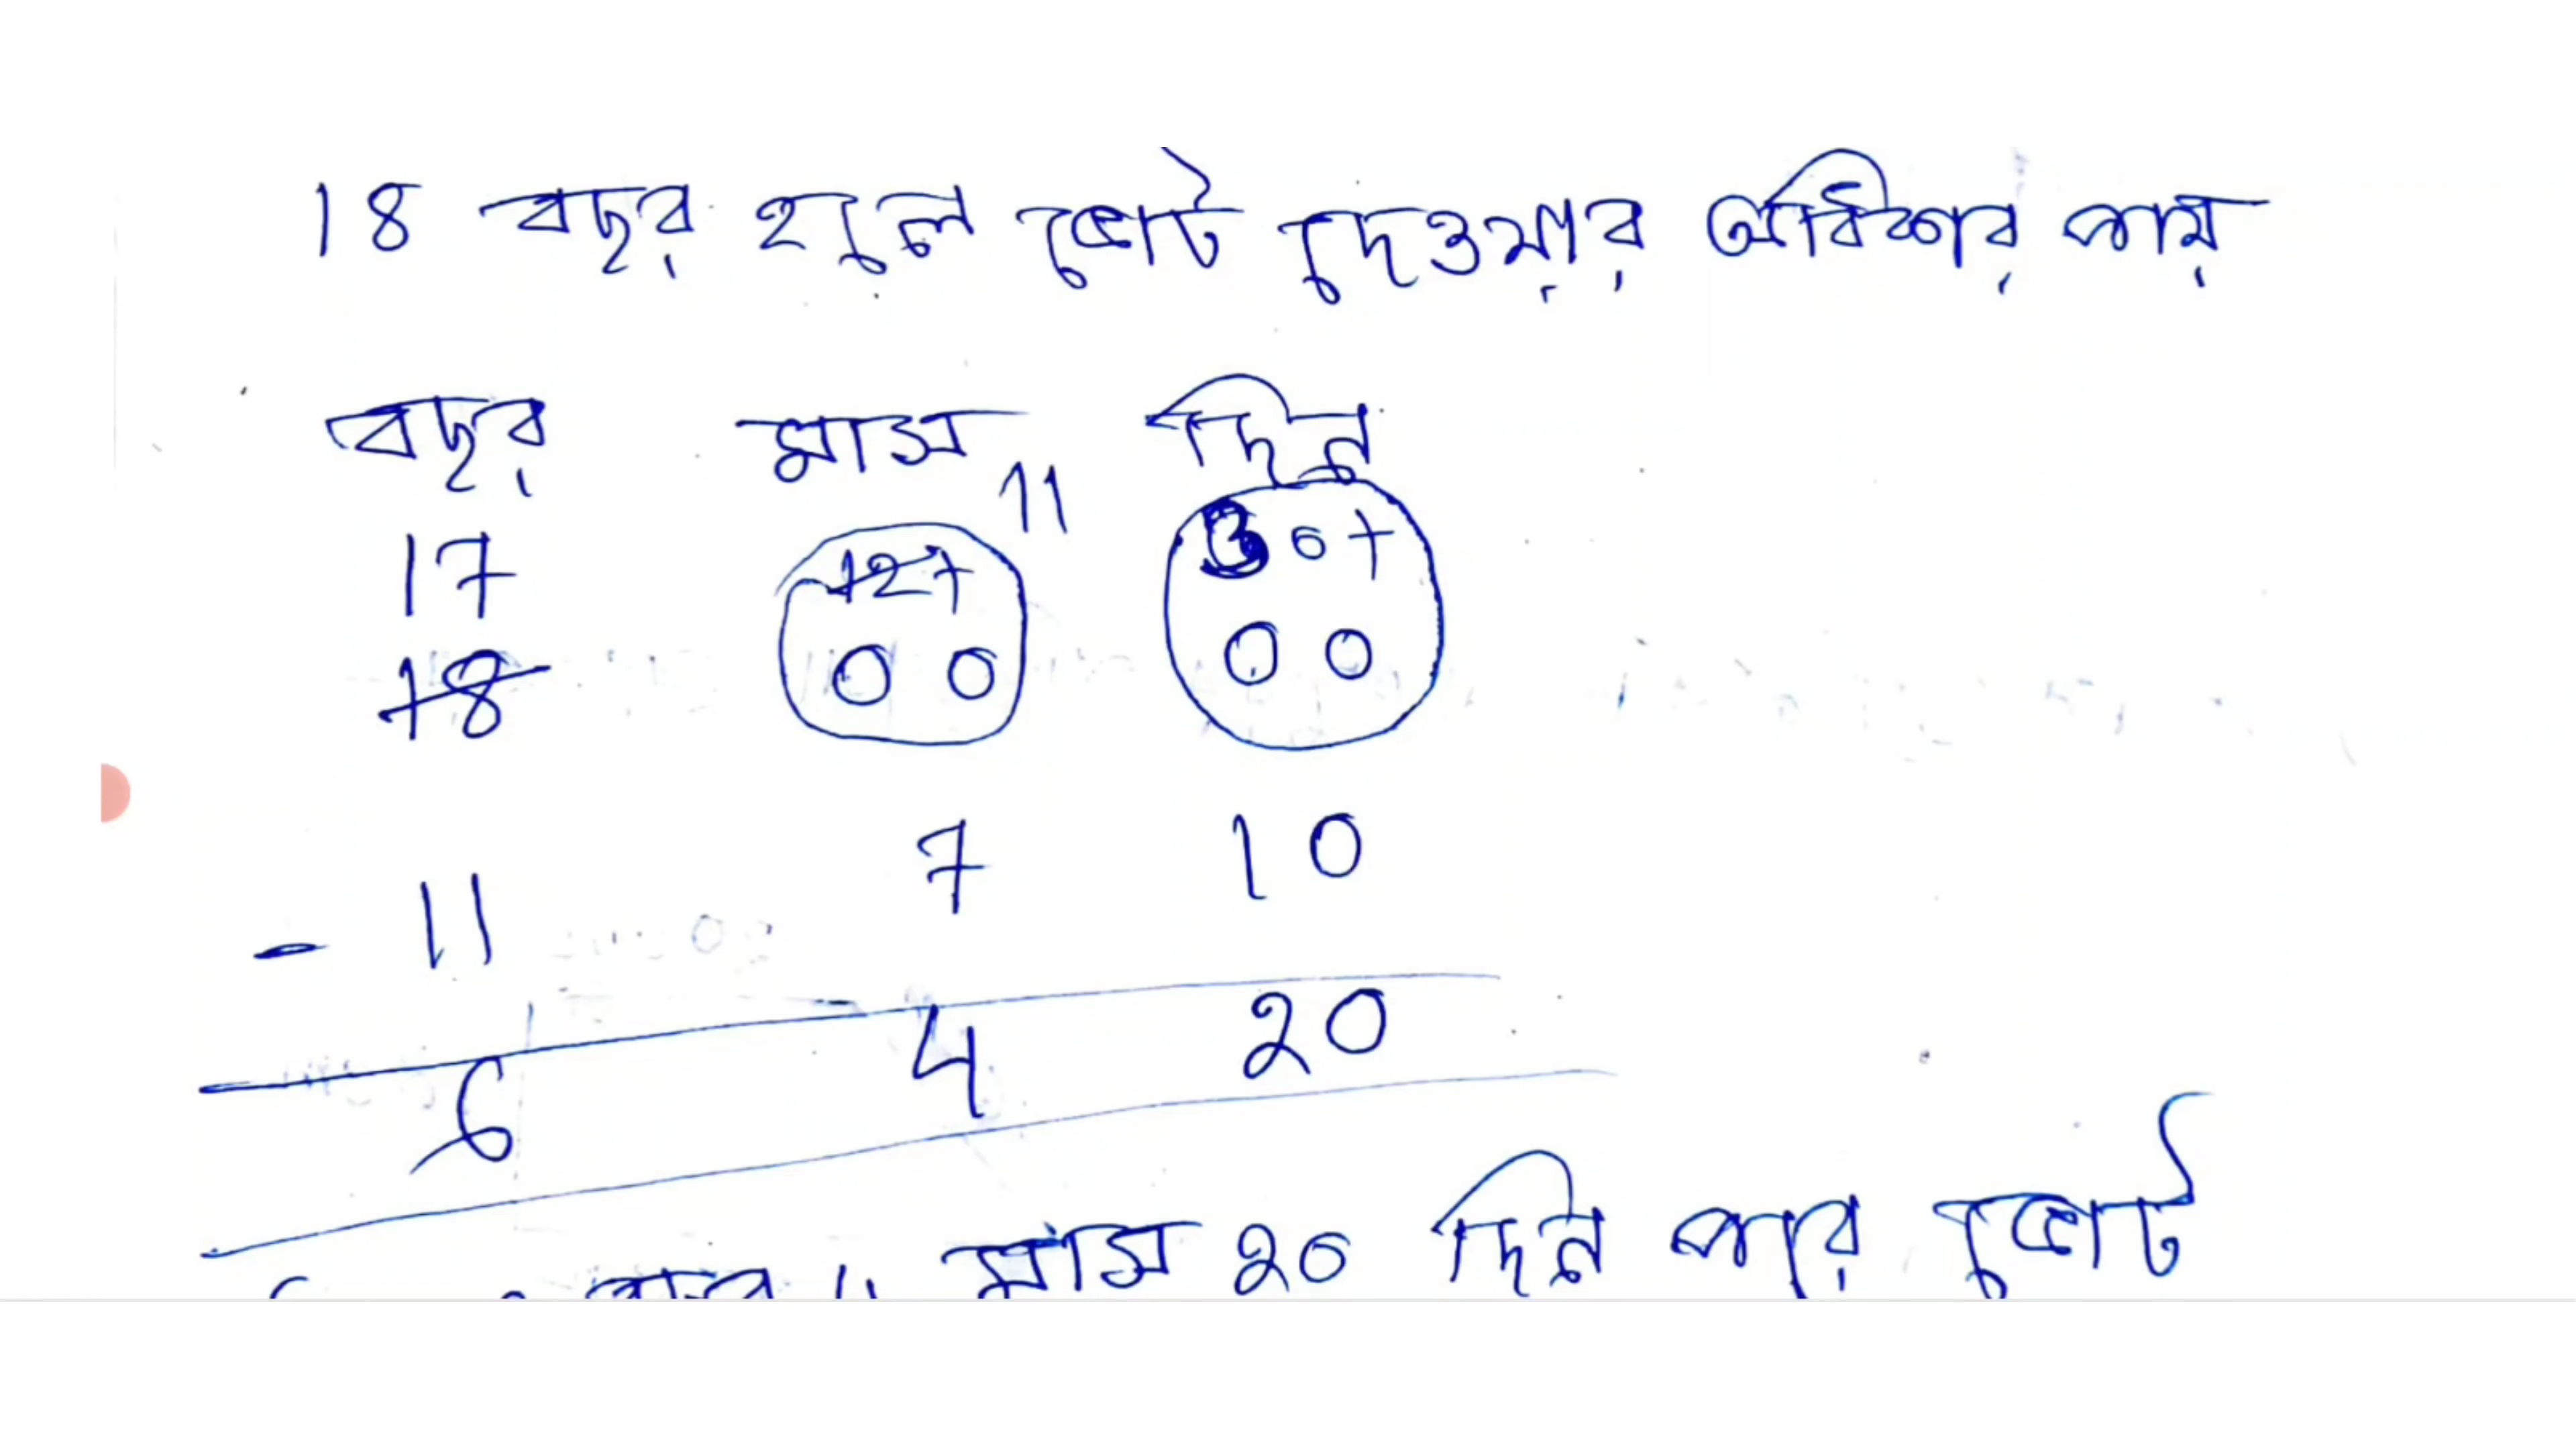 18 বছর হলে ভোট দেওয়ার অধিকার পায়
বছর মাস দিন
11
17 12+ 30+
18 00 00
7 10
- 11
6 4 20
মাস 20 দিন পরে ভোট